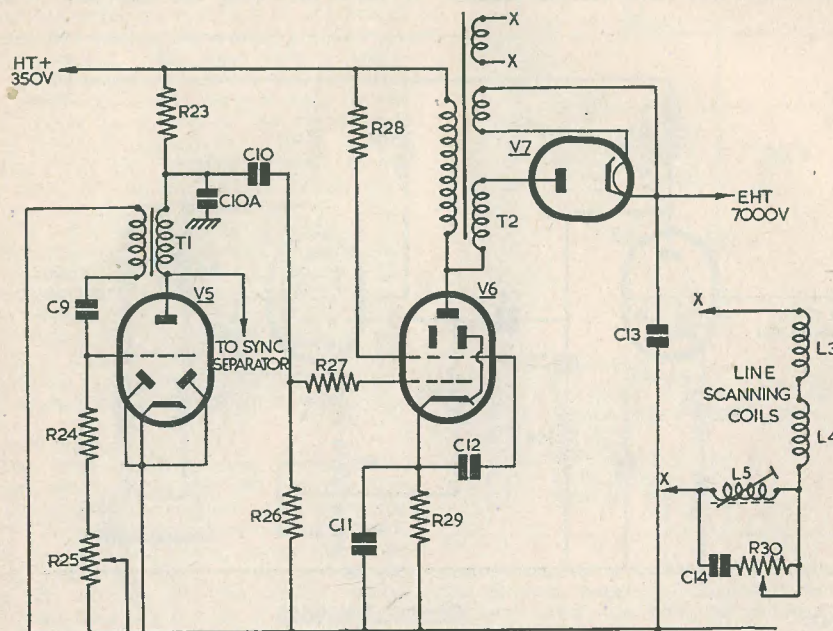 HT+
350V
R23
R28
X
X
C10
C10A
V7
T1
T2
EHT
7000V
C9
V5
V6
X
TO SYNC
SEPARATOR
R27
C13
L3
LINE
SCANNING
COILS
R24
C12
L4
X
L5
R26
C11
R29
R25
C14
R30